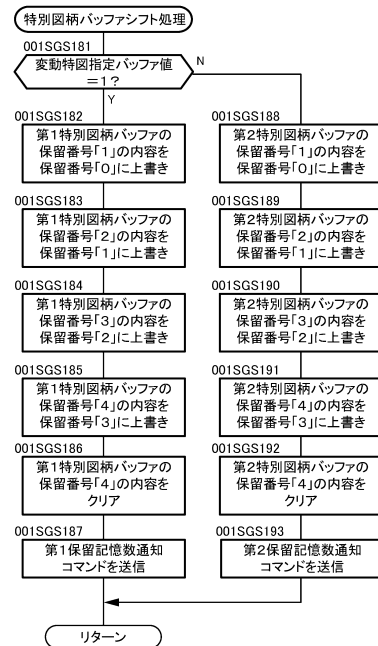 特別図柄バッファシフト処理
001SGS181
変動特図指定バッファ値
＝1？
N
Y
001SGS182
第1特別図柄バッファの
保留番号｢1｣の内容を
保留番号｢0｣に上書き
001SGS183
第1特別図柄バッファの
保留番号｢2｣の内容を
保留番号｢1｣に上書き
001SGS184
第1特別図柄バッファの
保留番号｢3｣の内容を
保留番号｢2｣に上書き
001SGS185
第1特別図柄バッファの
保留番号｢4｣の内容を
保留番号｢3｣に上書き
001SGS186
第1特別図柄バッファの
保留番号｢4｣の内容を
クリア
001SGS187
第1保留記憶数通知
コマンドを送信
001SGS188
第2特別図柄バッファの
保留番号｢1｣の内容を
保留番号｢0｣に上書き
001SGS189
第2特別図柄バッファの
保留番号｢2｣の内容を
保留番号｢1｣に上書き
001SGS190
第2特別図柄バッファの
保留番号｢3｣の内容を
保留番号｢2｣に上書き
001SGS191
第2特別図柄バッファの
保留番号｢4｣の内容を
保留番号｢3｣に上書き
001SGS192
第2特別図柄バッファの
保留番号｢4｣の内容を
クリア
001SGS193
第2保留記憶数通知
コマンドを送信
リターン